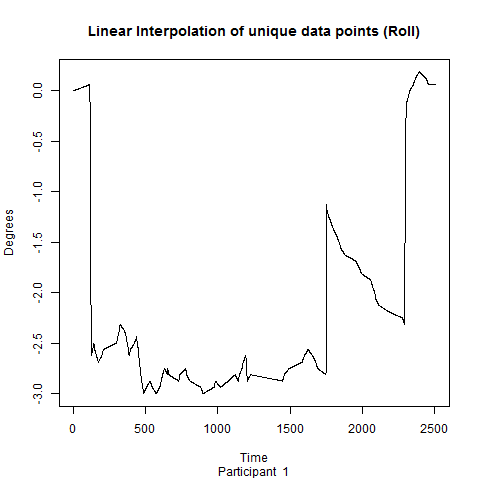 Linear Interpolation of unique data points (Roll)
Degrees
0.0
-0.5
-1.0
-1.5
-2.0
-2.5
-3.0
0 500 1000 1500 2000 2500
Time
Participant 1